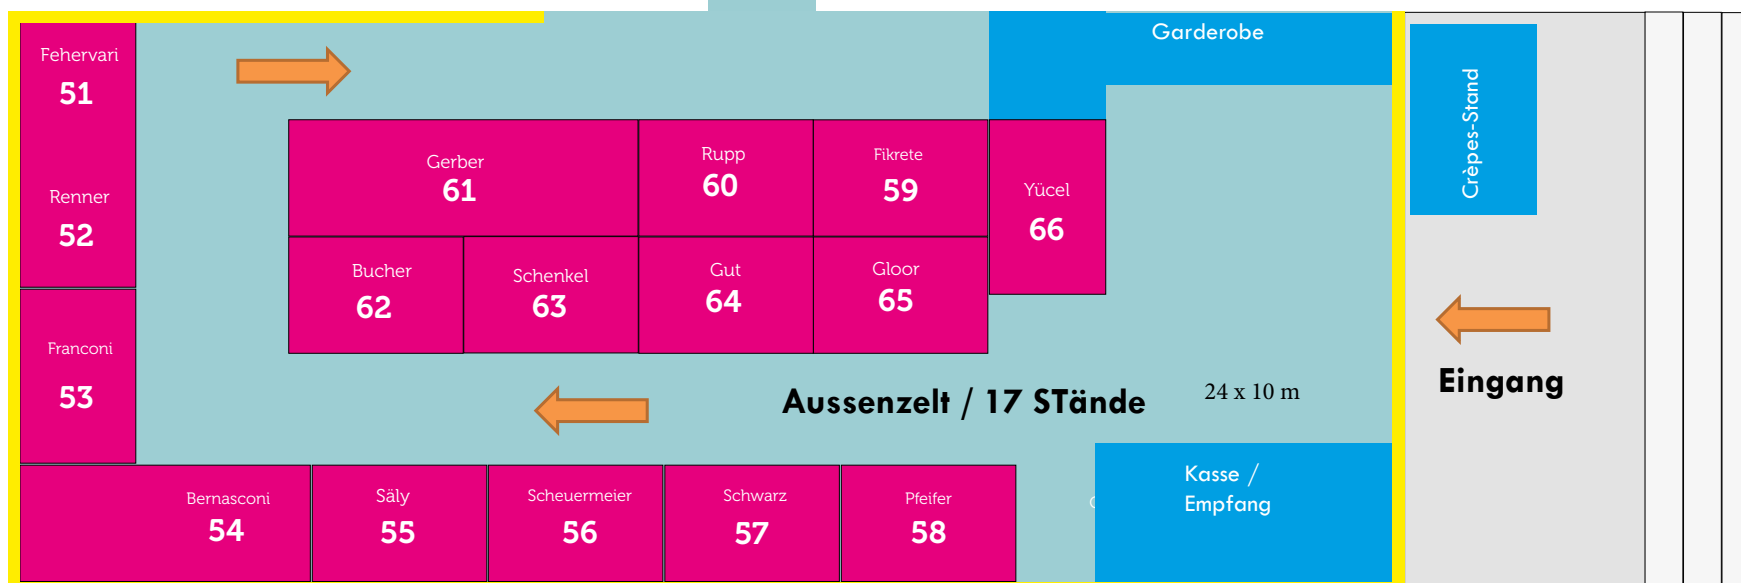 Fehervari
51
Renner
52
Franconi
53
Gerber
61
Rupp
60
Fikrete
59
Yücel
66
Bucher
62
Schenkel
63
Gut
64
Gloor
65
Garderobe
Crèpes-Stand
Eingang
Aussenzelt / 17 STände
24 x 10 m
Bernasconi
54
Säly
55
Scheuermeier
56
Schwarz
57
Pfeifer
58
Kasse /
Empfang